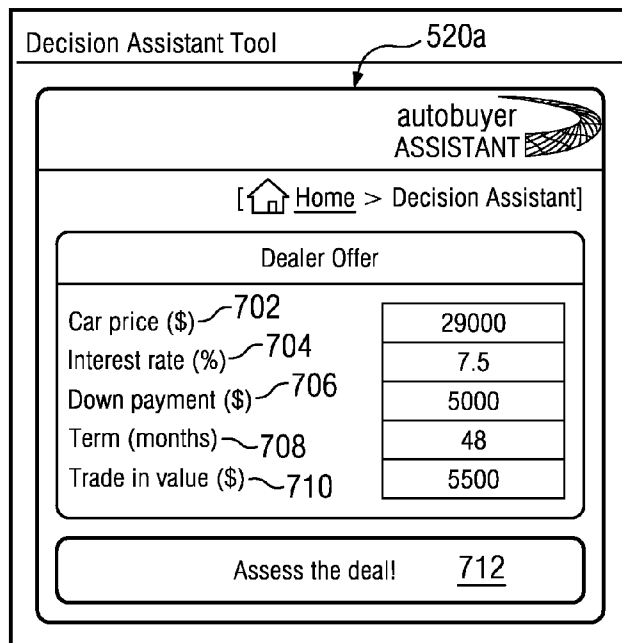 Decision Assistant Tool
520a
autobuyer
ASSISTANT
[Home > Decision Assistant]
Dealer Offer
Car price ($) 702 29000
Interest rate (%) 704 7.5
Down payment ($) 706 5000
Term (months) 708 48
Trade in value ($) 710 5500
Assess the deal! 712